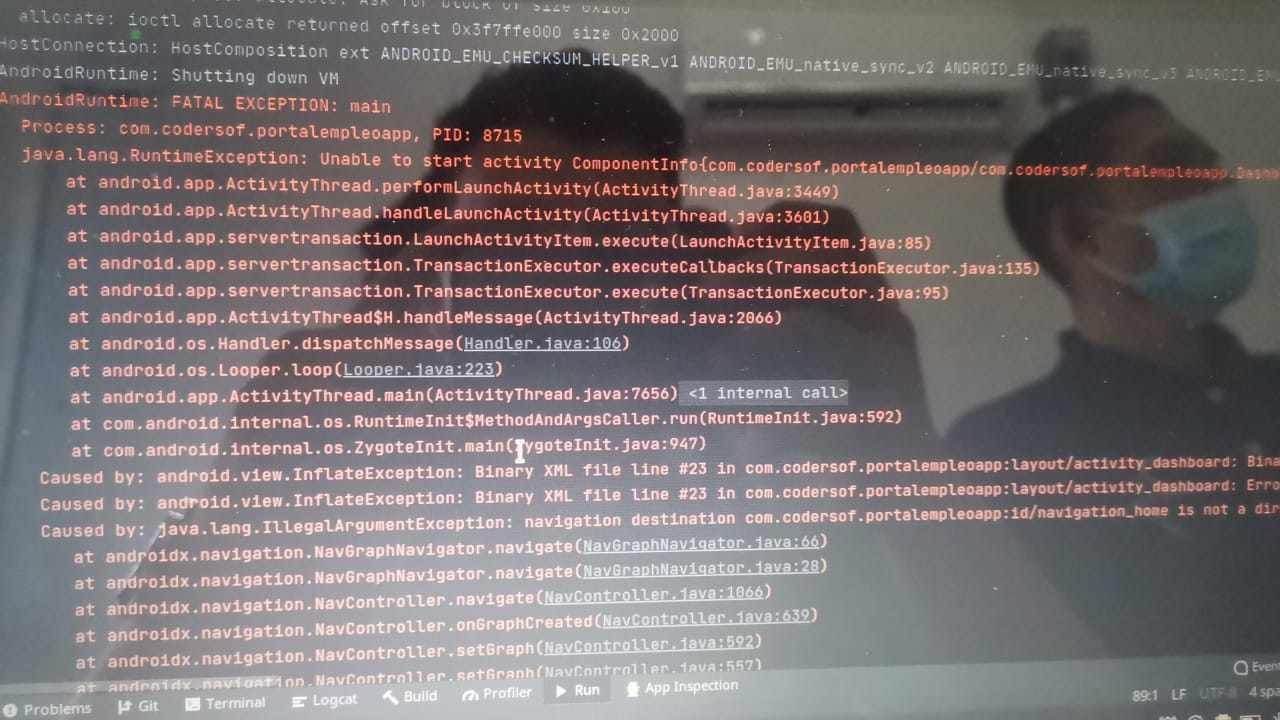 size 0x100
allocate: ioctl allocate returned offset 0x3f7ffe000 size 0x2000
HostConnection: HostComposition ext ANDROID_EMU_CHECKSUM_HELPER_v1 ANDROID_EMU_native_sync_v2 ANDROID_EMU_native_sync_v3 ANDROID_EMU
AndroidRuntime: Shutting down VM
AndroidRuntime: FATAL EXCEPTION: main
Process: com.codersof.portalempleoapp, PID: 8715
java.lang.RuntimeException: Unable to start activity ComponentInfo{com.codersof.portalempleoapp/com.codersof.portalempleoapp.Dashb
at android.app.ActivityThread.performLaunchActivity(ActivityThread.java:3449)
at android.app.ActivityThread.handleLaunchActivity(ActivityThread.java:3601)
at android.app.servertransaction.LaunchActivityItem.execute(LaunchActivityItem.java:85)
at android.app.servertransaction.TransactionExecutor.executeCallbacks(TransactionExecutor.java:135)
at android.app.servertransaction.TransactionExecutor.execute(TransactionExecutor.java:95)
at android.app.ActivityThread$H.handleMessage(ActivityThread.java:2066)
at android.os.Handler.dispatchMessage(Handler.java:106)
at android.os.Looper.loop(Looper.java:223)
at android.app.ActivityThread.main(ActivityThread.java:7656) <1 internal call>
at com.android.internal.os.RuntimeInit$MethodAndArgsCaller.run(RuntimeInit.java:592)
at com.android.internal.os.ZygoteInit.main(ZygoteInit.java:947)
Caused by: android.view.InflateException: Binary XML file line #23 in com.codersof.portalempleoapp:layout/activity_dashboard: Bina
Caused by: android.view.InflateException: Binary XML file line #23 in com.codersof.portalempleoapp:layout/activity_dashboard: Erro
Caused by: java.lang.IllegalArgumentException: navigation destination com.codersof.portalempleoapp:id/navigation_home is not a dir
at androidx.navigation.NavGraphNavigator.navigate(NavGraphNavigator.java:66)
at androidx.navigation.NavGraphNavigator.navigate(NavGraphNavigator.java:28)
at androidx.navigation.NavController.navigate(NavController.java:1066)
at androidx.navigation.NavController.onGraphCreated(NavController.java:639)
at androidx.navigation.NavController.setGraph(NavController.java:592)
at androidx.navigation.NavController.setGraph(NavController.java:557)
Event
Problems Git Terminal Logcat Build Profiler Run App Inspection
89:1 LF UTF-8 4 spa